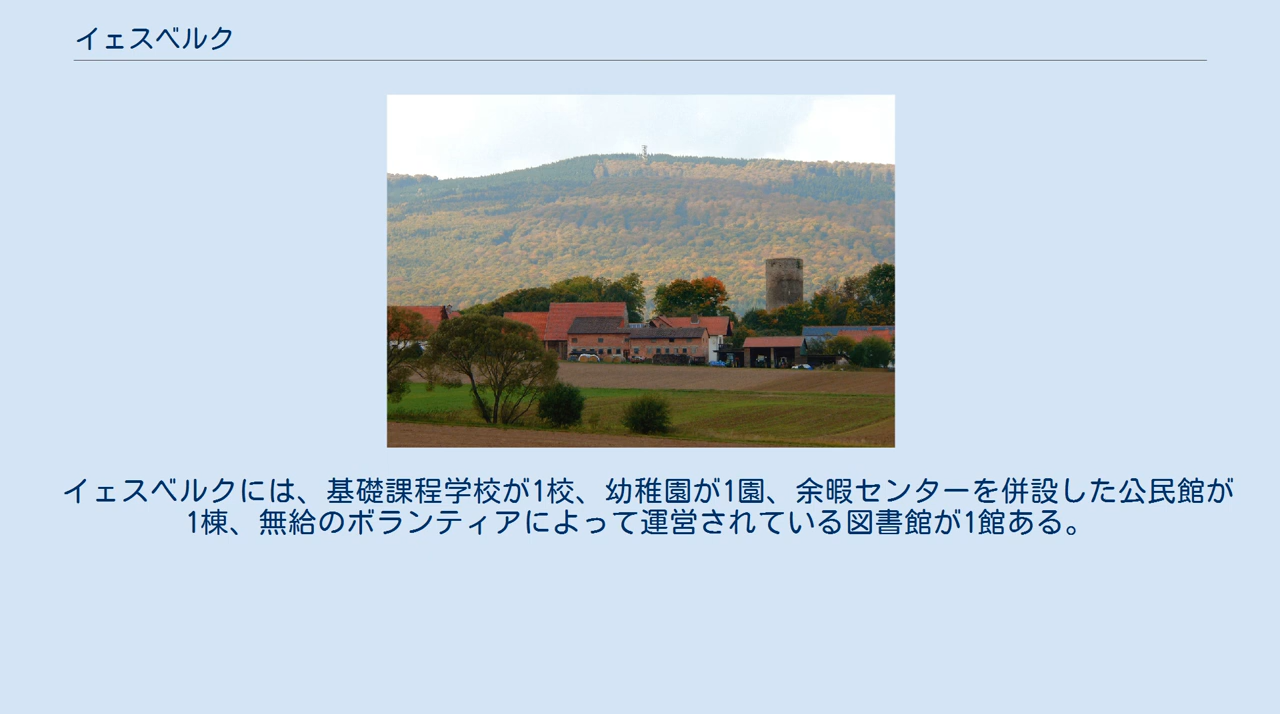 イェスベルク
イェスベルクには、基礎課程学校が1校、幼稚園が1園、余暇センターを併設した公民館が
1棟、無給のボランティアによって運営されている図書館が1館ある。